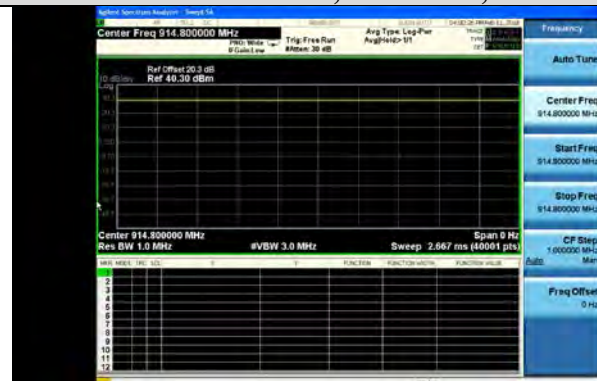 Agilent Spectrum Analyzer - Swept SA
Center Freq 914.800000 MHz
PNO: Wide
IFGain:Low
Trig: Free Run
#Atten: 30 dB
Avg Type: Log-Pwr
Avg|Hold>1/1
Frequency
Auto Tune
Ref Offset 20.3 dB
Ref 40.30 dBm
10 dB/div
Log
Center Freq
914.800000 MHz
Start Freq
914.800000 MHz
Stop Freq
914.800000 MHz
Center 914.800000 MHz
Span 0 Hz
Res BW 1.0 MHz
#VBW 3.0 MHz
Sweep 2.667 ms (40001 pts)
CF Step
1.000000 MHz
Auto Man
MKR MODE TRC SCL X Y FUNCTION FUNCTION WIDTH FUNCTION VALUE
1
2
3
4
5
6
7
8
9
10
11
12
Freq Offset
0 Hz